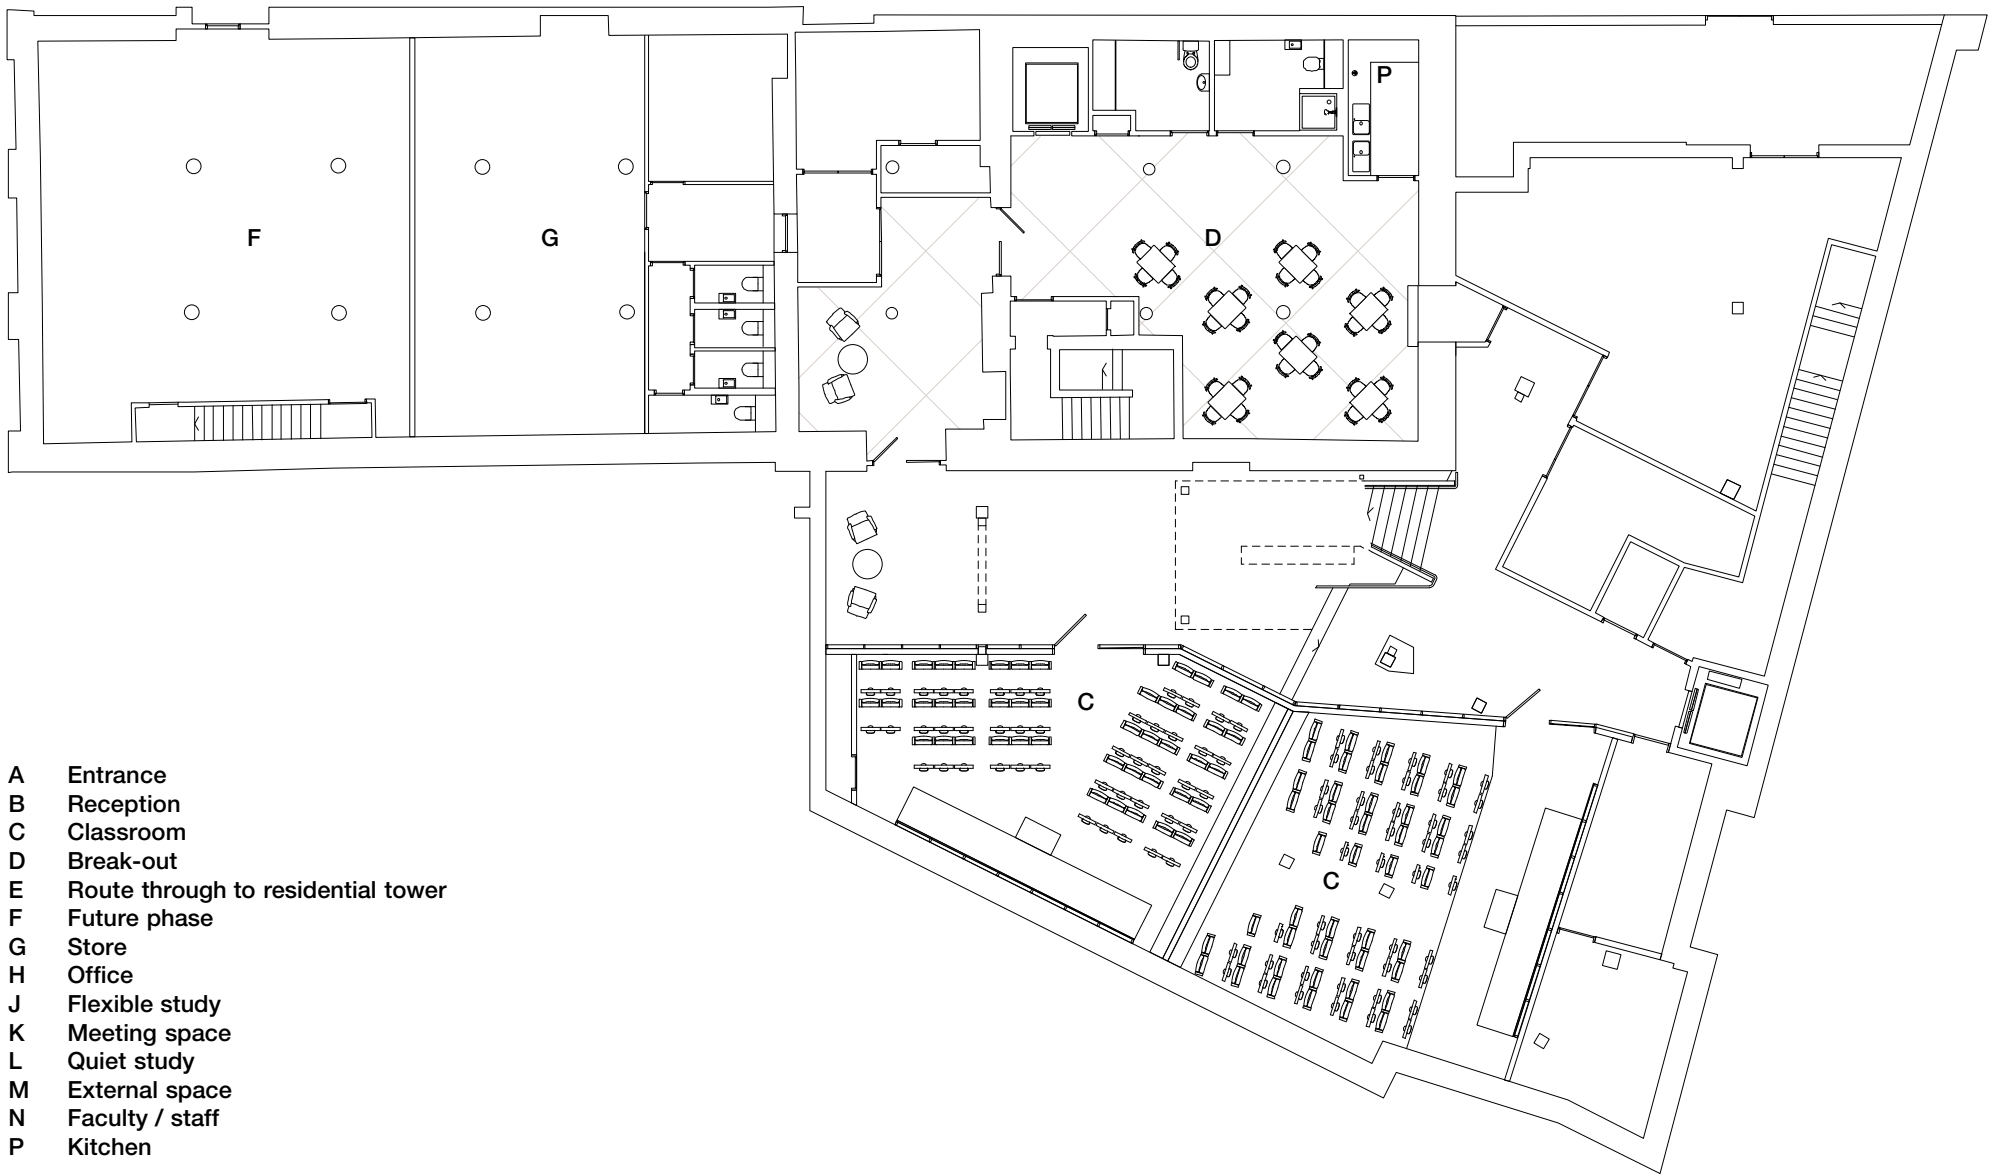 P
F
G
D
C
C
A Entrance
B Reception
C Classroom
D Break-out
E Route through to residential tower
F Future phase
G Store
H Office
J Flexible study
K Meeting space
L Quiet study
M External space
N Faculty / staff
P Kitchen